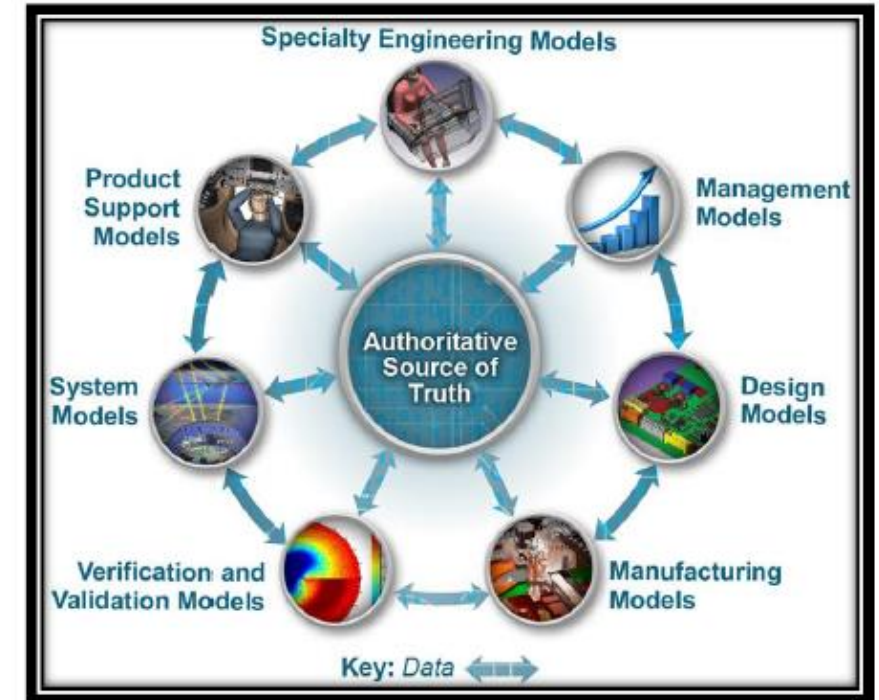 Specialty Engineering Models
Product
Support
Models
Management
Models
Authoritative
Source of
Truth
System
Models
Design
Models
Verification and
Validation Models
Manufacturing
Models
Key: Data